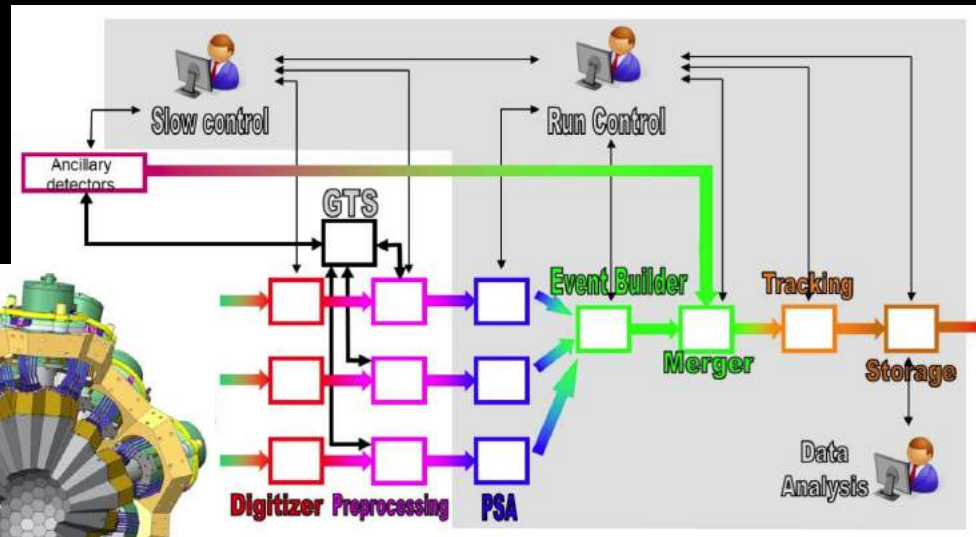 Slow control
Run Control
Ancillary
detectors
GTS
Event Builder
Tracking
Merger
Storage
Digitizer
Preprocessing
PSA
Data
Analysis